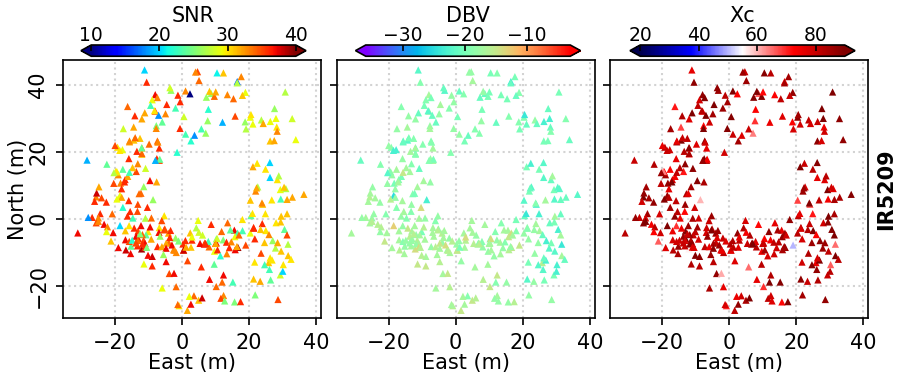 SNR DBV Xc
10 20 30 40 −30 −20 −10 20 40 60 80
40
20
0
−20
North (m)
IR5209
−20 0 20 40 −20 0 20 40 −20 0 20 40
East (m) East (m) East (m)